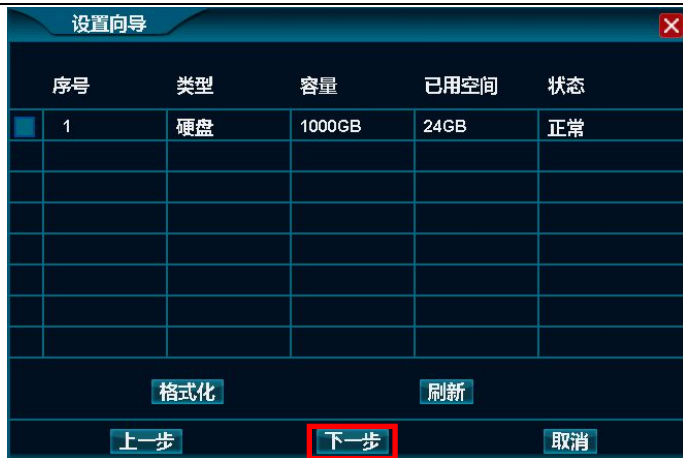 设置向导
序号 类型 容量 已用空间 状态
1 硬盘 1000GB 24GB 正常
格式化 刷新
上一步 下一步 取消